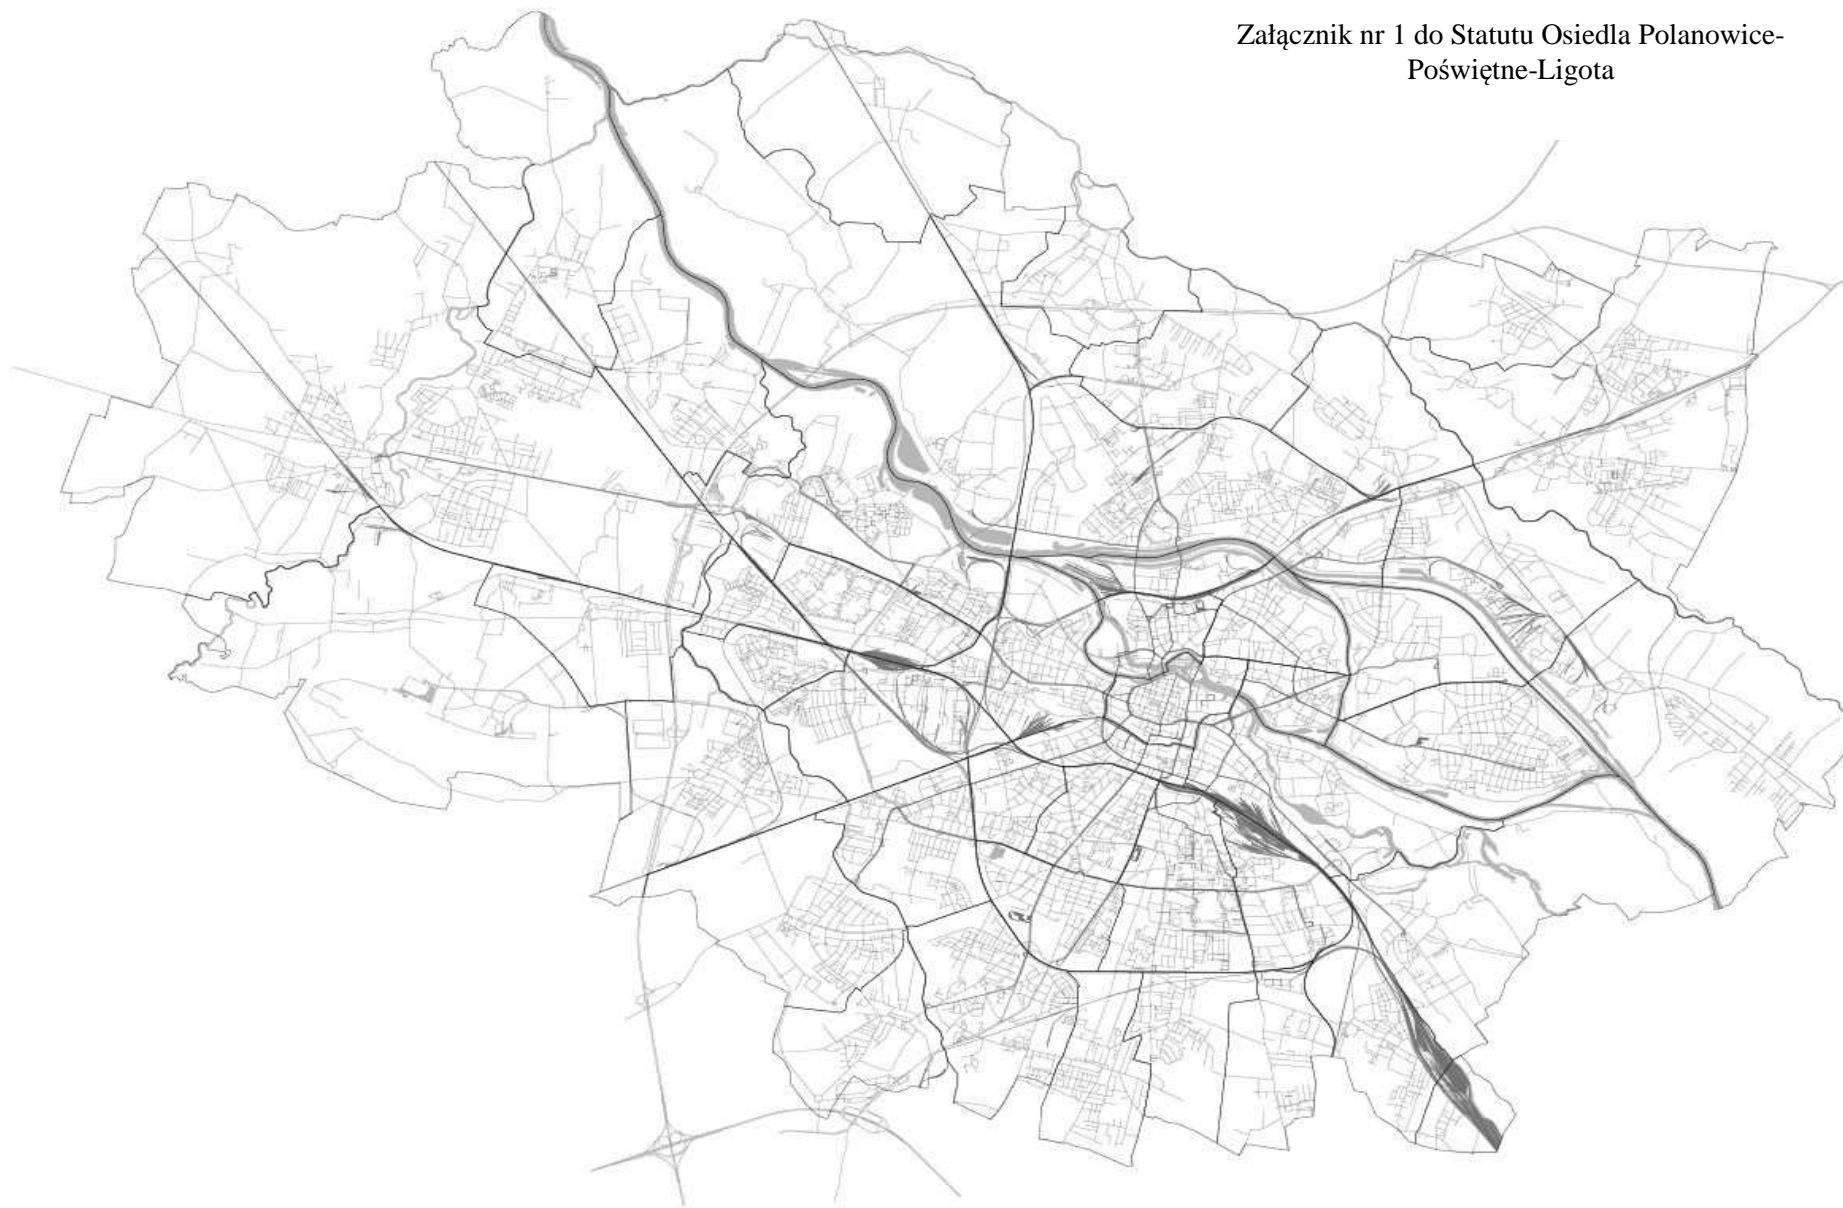 Załącznik nr 1 do Statutu Osiedla Polanowice-
Poświętne-Ligota